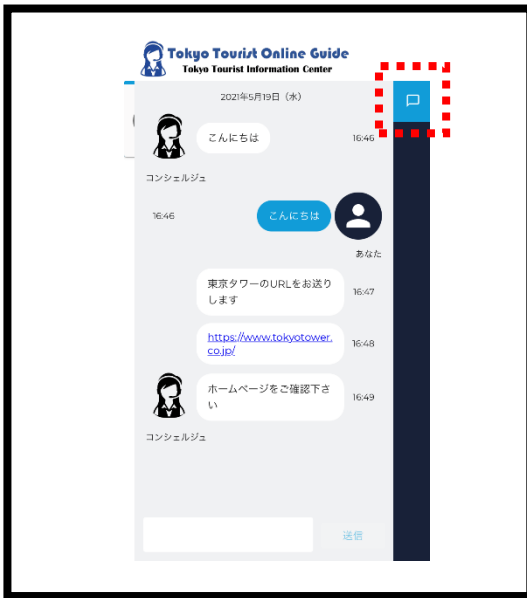 Tokyo Tourist Online Guide
Tokyo Tourist Information Center
2021年5月19日（水）
こんにちは
16:46
コンシェルジュ
16:46
こんにちは
あなた
東京タワーのURLをお送り
します
16:47
https://www.tokyotower.
co.jp/
16:48
ホームページをご確認下さ
い
16:49
コンシェルジュ
送信